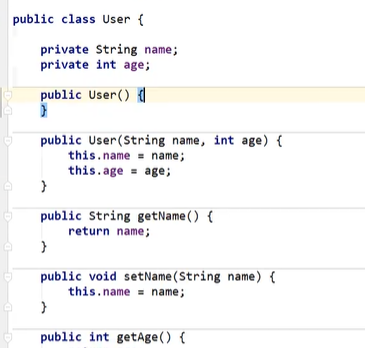 public class User {
private String name;
private int age;
public User() {
}
public User(String name, int age) {
this.name = name;
this.age = age;
}
public String getName() {
return name;
}
public void setName(String name) {
this.name = name;
}
public int getAge() {